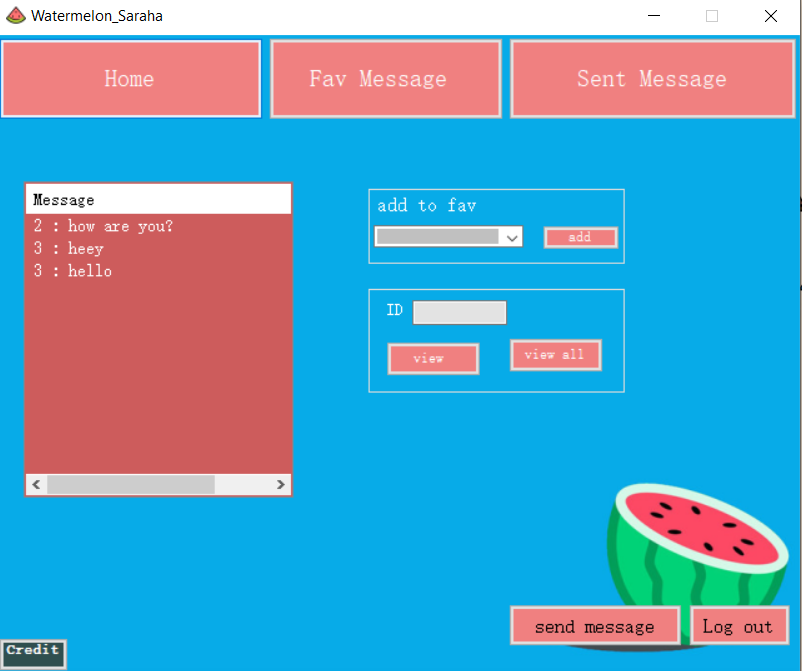 Watermelon_Saraha
Home
Fav Message
Sent Message
Message
2 : how are you?
3 : heey
3 : hello
add to fav
add
ID
view
view all
send message
Log out
Credit